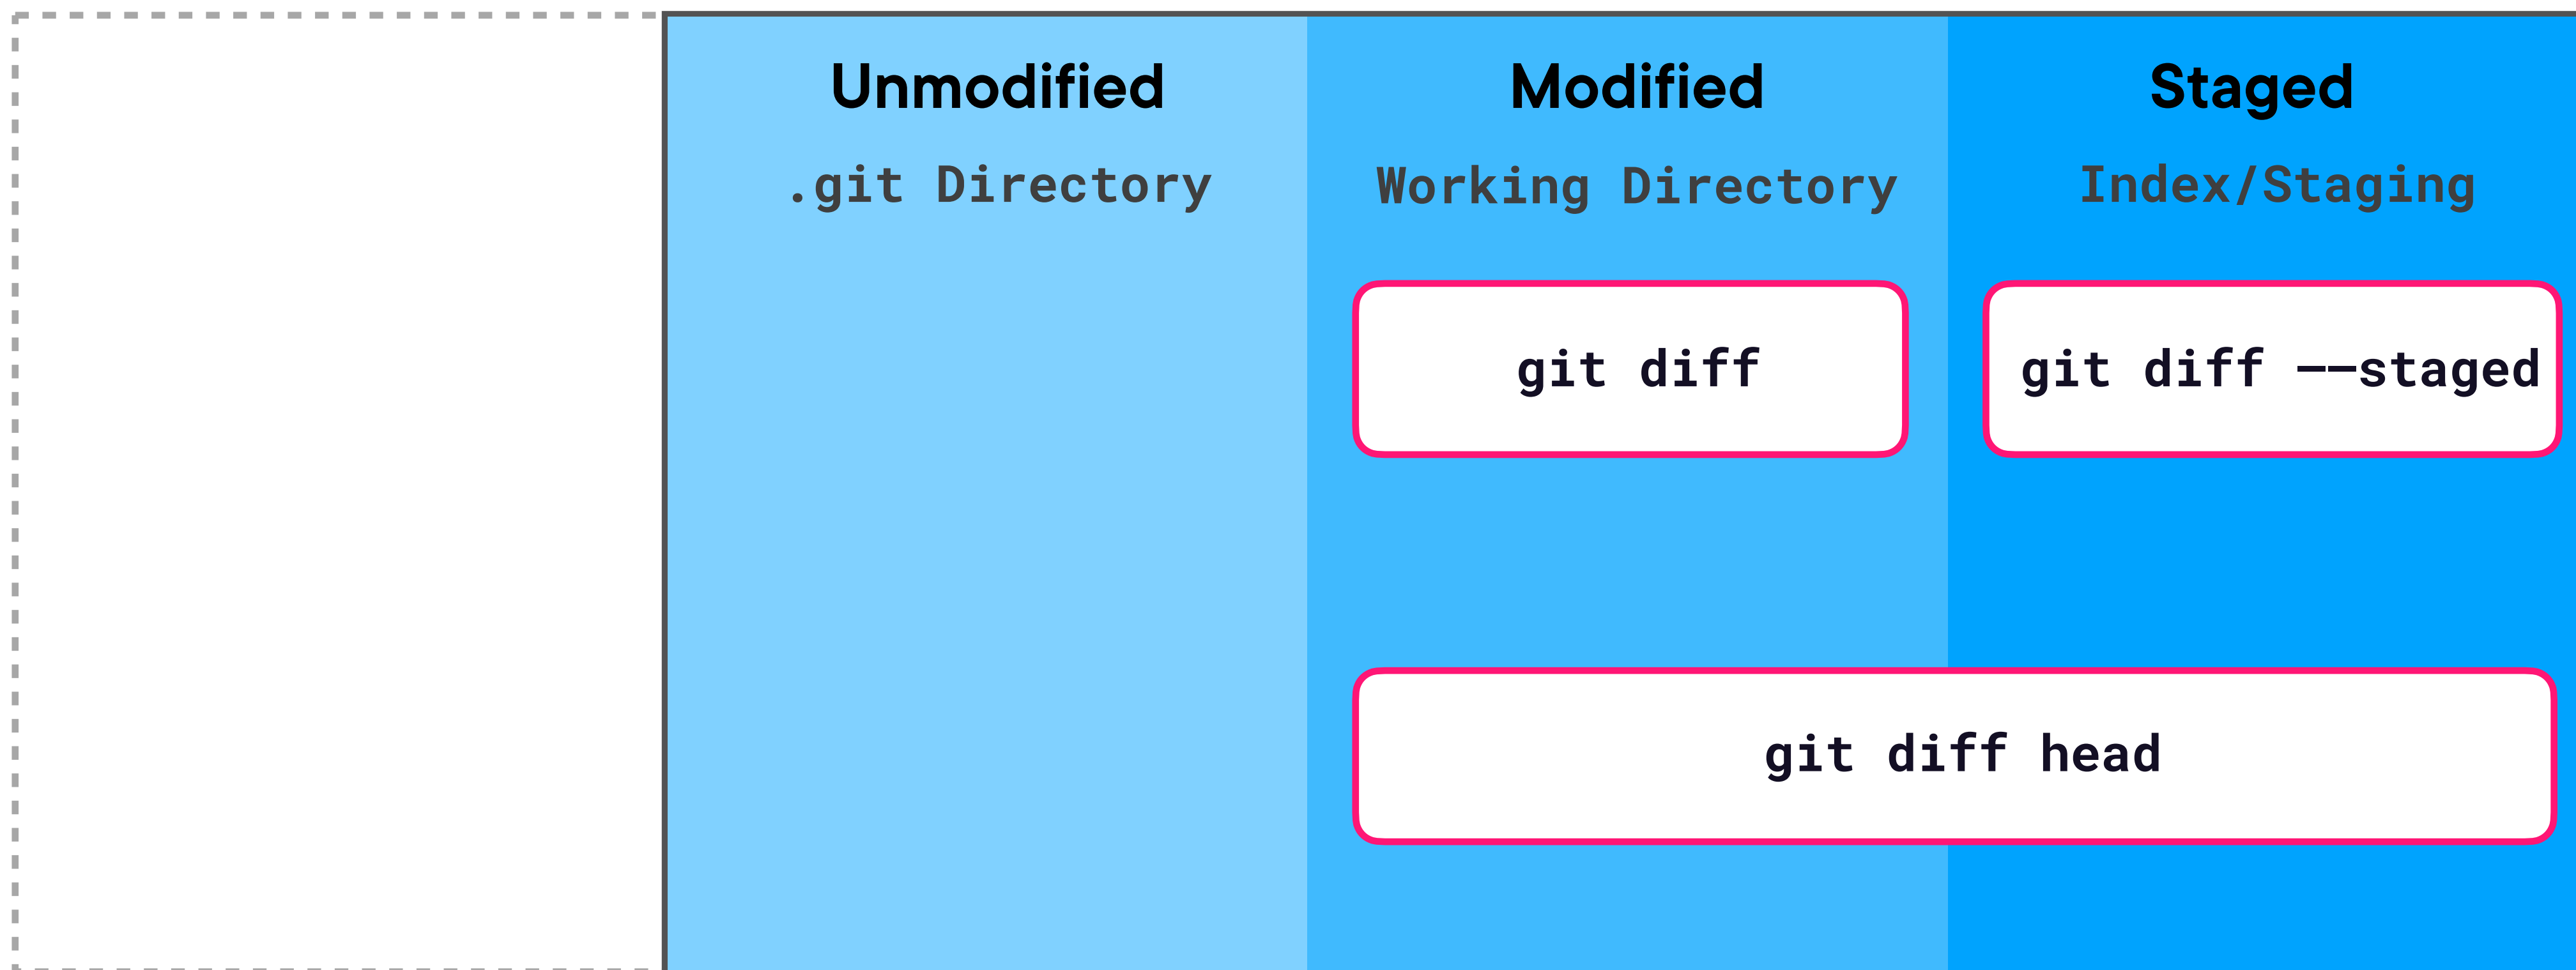 Unmodified
Modified
Staged
.git Directory
Working Directory
Index/Staging
git diff
git diff --staged
git diff head